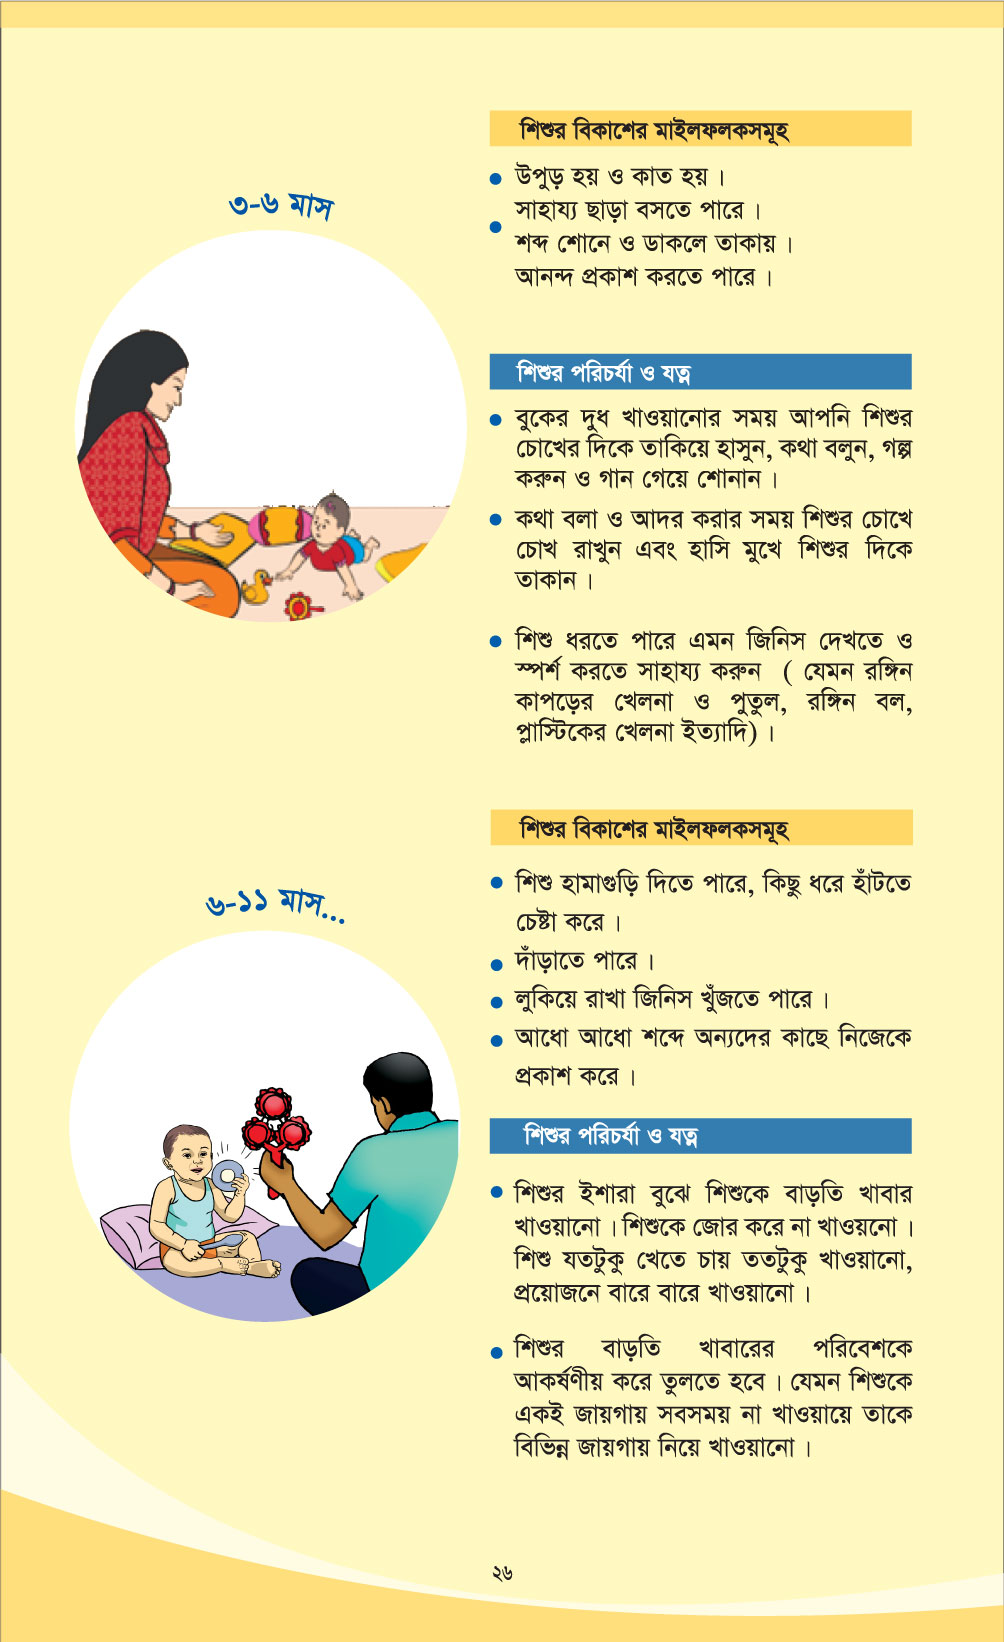 ৩-৬ মাস
শিশুর বিকাশের মাইলফলকসমূহ
উপুড় হয় ও কাত হয় ।
সাহায্য ছাড়া বসতে পারে ।
শব্দ শোনে ও ডাকলে তাকায় ।
আনন্দ প্রকাশ করতে পারে ।
শিশুর পরিচর্যা ও যত্ন
বুকের দুধ খাওয়ানোর সময় আপনি শিশুর
চোখের দিকে তাকিয়ে হাসুন, কথা বলুন, গল্প
করুন ও গান গেয়ে শোনান ।
কথা বলা ও আদর করার সময় শিশুর চোখে
চোখ রাখুন এবং হাসি মুখে শিশুর দিকে
তাকান ।
শিশু ধরতে পারে এমন জিনিস দেখতে ও
স্পর্শ করতে সাহায্য করুন ( যেমন রঙ্গিন
কাপড়ের খেলনা ও পুতুল, রঙ্গিন বল,
প্লাস্টিকের খেলনা ইত্যাদি) ।
৬-১১ মাস...
শিশুর বিকাশের মাইলফলকসমূহ
শিশু হামাগুড়ি দিতে পারে, কিছু ধরে হাঁটতে
চেষ্টা করে ।
দাঁড়াতে পারে ।
লুকিয়ে রাখা জিনিস খুঁজতে পারে ।
আধো আধো শব্দে অন্যদের কাছে নিজেকে
প্রকাশ করে ।
শিশুর পরিচর্যা ও যত্ন
শিশুর ইশারা বুঝে শিশুকে বাড়তি খাবার
খাওয়ানো । শিশুকে জোর করে না খাওয়নো ।
শিশু যতটুকু খেতে চায় ততটুকু খাওয়ানো,
প্রয়োজনে বারে বারে খাওয়ানো ।
শিশুর বাড়তি খাবারের পরিবেশকে
আকর্ষণীয় করে তুলতে হবে । যেমন শিশুকে
একই জায়গায় সবসময় না খাওয়ায়ে তাকে
বিভিন্ন জায়গায় নিয়ে খাওয়ানো ।
২৬